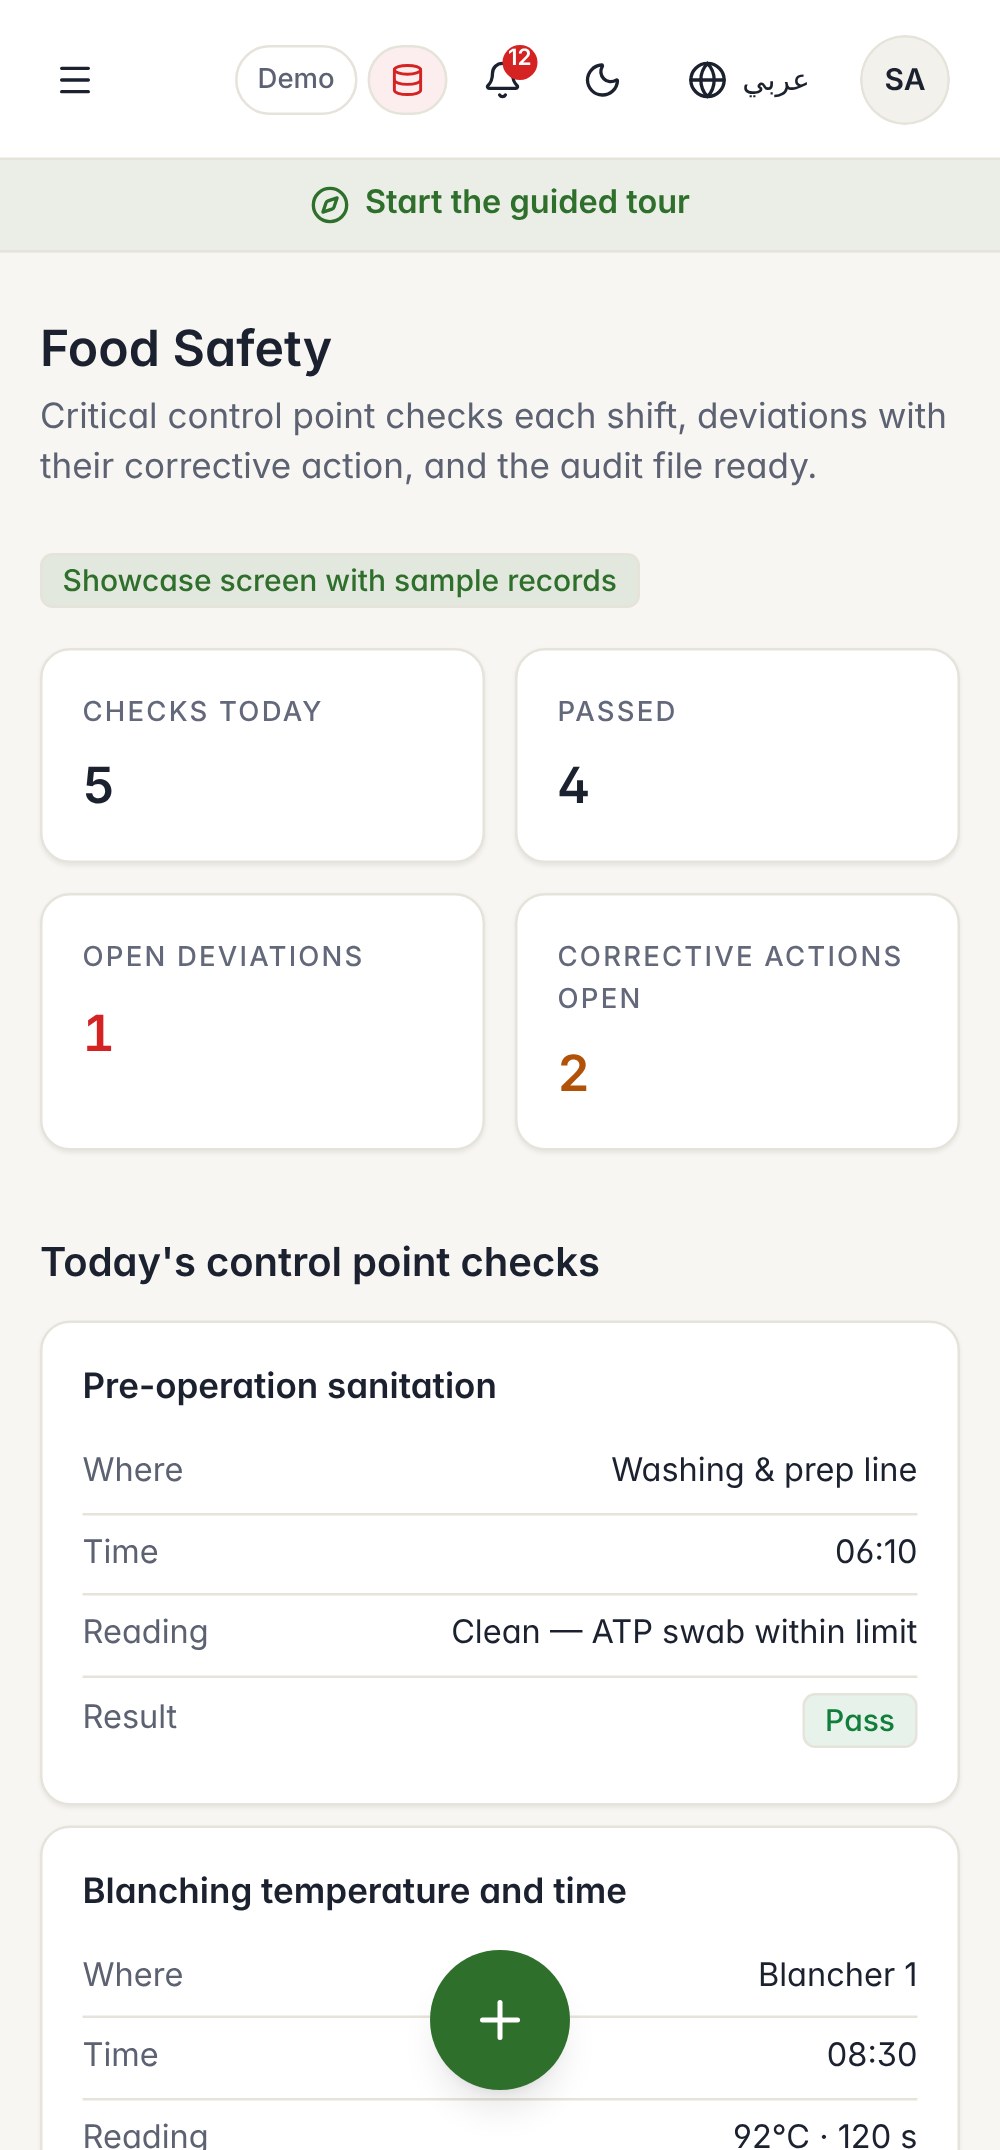 Demo
12
عربي
SA
Start the guided tour
Food Safety
Critical control point checks each shift, deviations with
their corrective action, and the audit file ready.
Showcase screen with sample records
CHECKS TODAY
5
PASSED
4
OPEN DEVIATIONS
1
CORRECTIVE ACTIONS
OPEN
2
Today's control point checks
Pre-operation sanitation
Where
Washing & prep line
Time
06:10
Reading
Clean — ATP swab within limit
Result
Pass
Blanching temperature and time
Where
Blancher 1
Time
08:30
Reading
92°C · 120 s